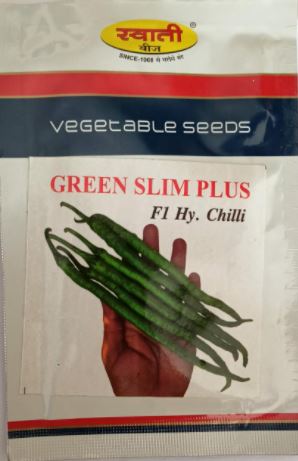 स्वाती
बीज
SINCE-1968 से भरोसे का
VEGETABLE SEEDS
GREEN SLIM PLUS
F1 Hy. Chilli